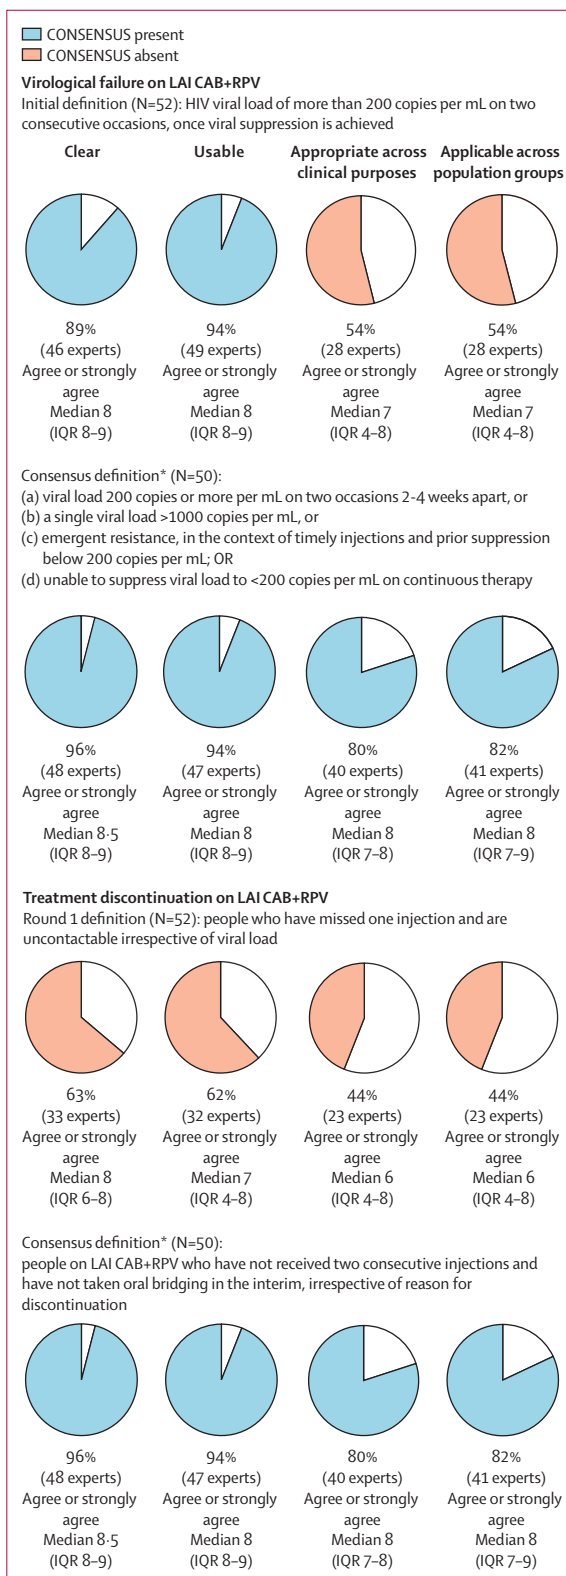 CONSENSUS present
CONSENSUS absent
Virological failure on LAI CAB+RPV
Initial definition (N=52): HIV viral load of more than 200 copies per mL on two
consecutive occasions, once viral suppression is achieved
Clear Usable Appropriate across Applicable across
clinical purposes population groups
89% 94% 54% 54%
(46 experts) (49 experts) (28 experts) (28 experts)
Agree or strongly Agree or strongly Agree or strongly Agree or strongly
agree agree agree agree
Median 8 Median 8 Median 7 Median 7
(IQR 8–9) (IQR 8–9) (IQR 4–8) (IQR 4–8)
Consensus definition* (N=50):
(a) viral load 200 copies or more per mL on two occasions 2-4 weeks apart, or
(b) a single viral load >1000 copies per mL, or
(c) emergent resistance, in the context of timely injections and prior suppression
below 200 copies per mL; OR
(d) unable to suppress viral load to <200 copies per mL on continuous therapy
96% 94% 80% 82%
(48 experts) (47 experts) (40 experts) (41 experts)
Agree or strongly Agree or strongly Agree or strongly Agree or strongly
agree agree agree agree
Median 8·5 Median 8 Median 8 Median 8
(IQR 8–9) (IQR 8–9) (IQR 7–8) (IQR 7–9)
Treatment discontinuation on LAI CAB+RPV
Round 1 definition (N=52): people who have missed one injection and are
uncontactable irrespective of viral load
63% 62% 44% 44%
(33 experts) (32 experts) (23 experts) (23 experts)
Agree or strongly Agree or strongly Agree or strongly Agree or strongly
agree agree agree agree
Median 8 Median 7 Median 6 Median 6
(IQR 6–8) (IQR 4–8) (IQR 4–8) (IQR 4–8)
Consensus definition* (N=50):
people on LAI CAB+RPV who have not received two consecutive injections and
have not taken oral bridging in the interim, irrespective of reason for
discontinuation
96% 94% 80% 82%
(48 experts) (47 experts) (40 experts) (41 experts)
Agree or strongly Agree or strongly Agree or strongly Agree or strongly
agree agree agree agree
Median 8·5 Median 8 Median 8 Median 8
(IQR 8–9) (IQR 8–9) (IQR 7–8) (IQR 7–9)